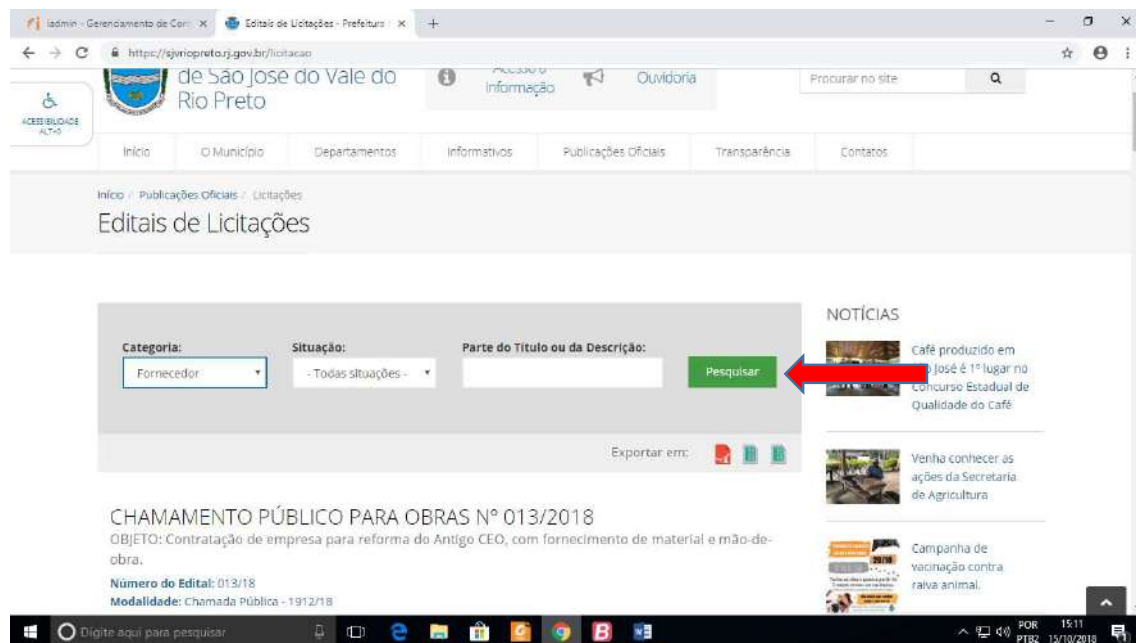 iadmin - Gerenciamento de Con
Editais de Licitações - Prefeitura
https://sjvriopreto.rj.gov.br/licitacao
de São José do Vale do
Rio Preto
Acesso à
Informação
Ouvidoria
Procurar no site
ACESSIBILIDADE
ALT+0
Início
O Município
Departamentos
Informativos
Publicações Oficiais
Transparência
Contatos
Início / Publicações Oficiais / Licitações
Editais de Licitações
Categoria:
Situação:
Parte do Título ou da Descrição:
Fornecedor
- Todas situações -
Pesquisar
Exportar em:
CHAMAMENTO PÚBLICO PARA OBRAS Nº 013/2018
OBJETO: Contratação de empresa para reforma do Antigo CEO, com fornecimento de material e mão-de-
obra.
Número do Edital: 013/18
Modalidade: Chamada Pública - 1912/18
NOTÍCIAS
Café produzido em
José é 1º lugar no
Concurso Estadual de
Qualidade do Café
Venha conhecer as
ações da Secretaria
de Agricultura
Campanha de
vacinação contra
raiva animal.
Digite aqui para pesquisar
POR
PTB2
15:11
15/10/2018